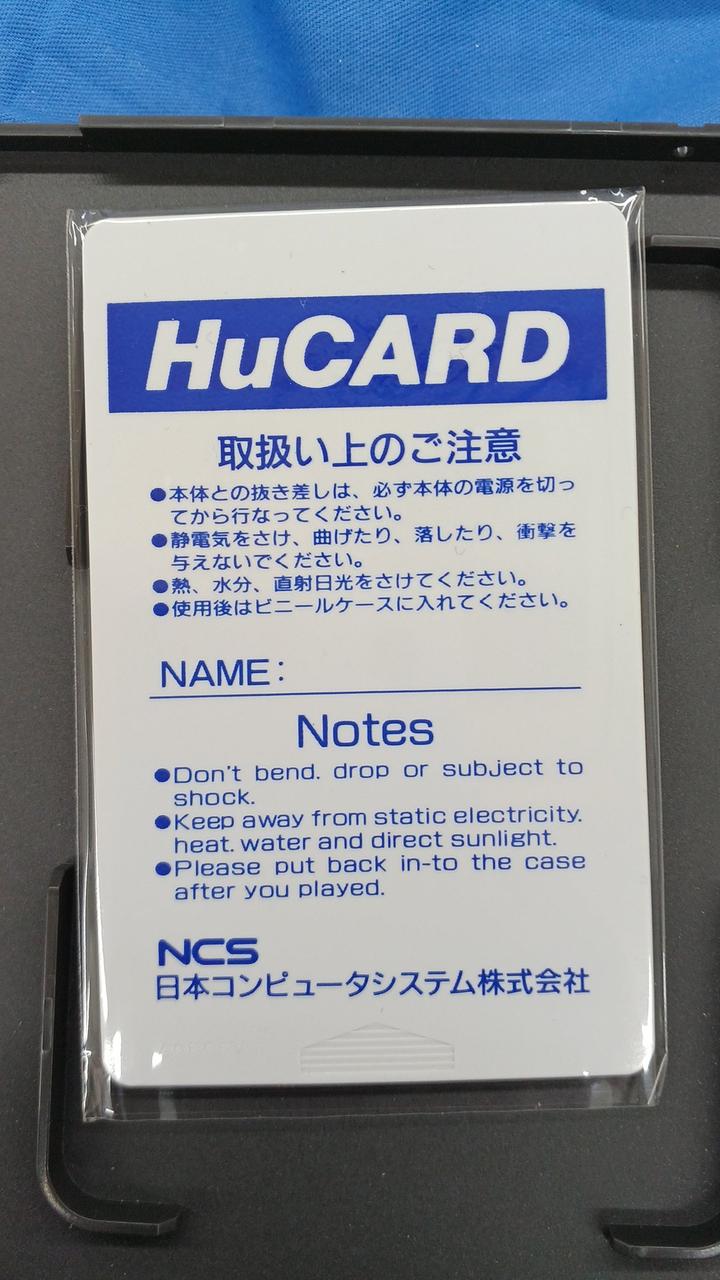 HuCARD
取扱い上のご注意
●本体との抜き差しは、必ず本体の電源を切っ
てから行なってください。
●静電気をさけ、曲げたり、落したり、衝撃を
与えないでください。
●熱、水分、直射日光をさけてください。
●使用後はビニールケースに入れてください。
NAME:
Notes
●Don't bend. drop or subject to
shock.
●Keep away from static electricity.
heat. water and direct sunlight.
●Please put back in-to the case
after you played.
NCS
日本コンピュータシステム株式会社